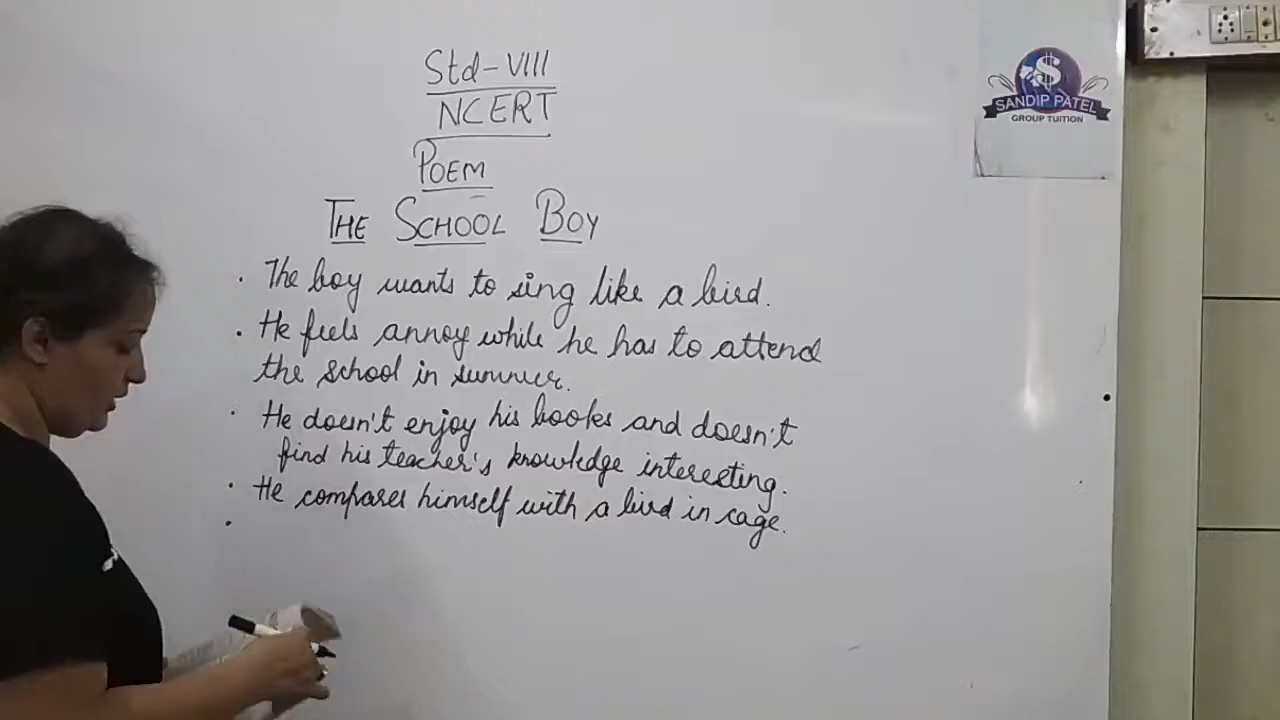 Std-VIII
NCERT
POEM
THE SCHOOL BOY
· The boy wants to sing like a bird.
· He feels annoy while he has to attend
the school in summer.
· He doesn't enjoy his books and doesn't
find his teacher's knowledge interesting.
· He compares himself with a bird in cage.
·
SANDIP PATEL
GROUP TUITION